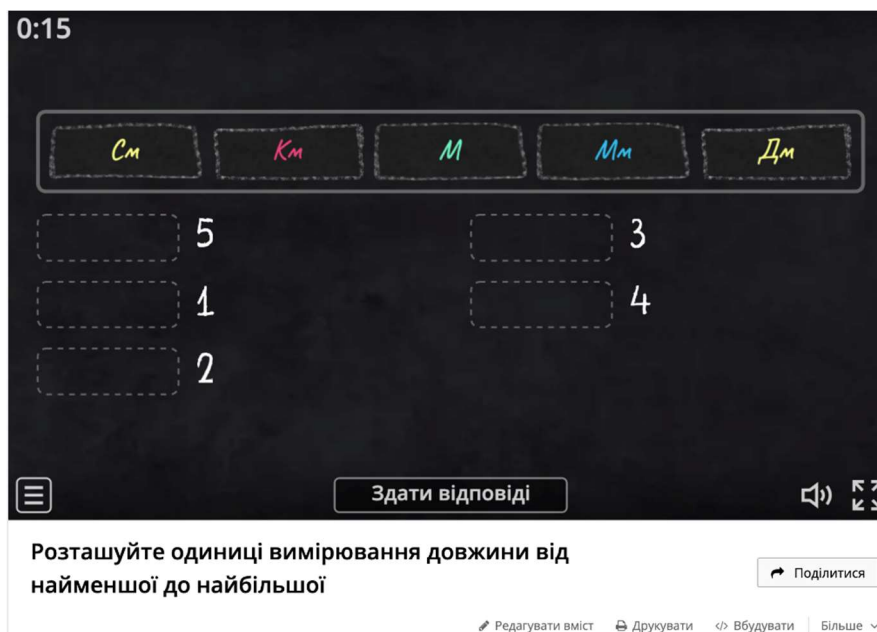 0:15
См Км М Мм Дм
5 3
1 4
2
Здати відповіді
Розташуйте одиниці вимірювання довжини від
найменшої до найбільшої
Поділитися
Редагувати вміст Друкувати Вбудувати Більше